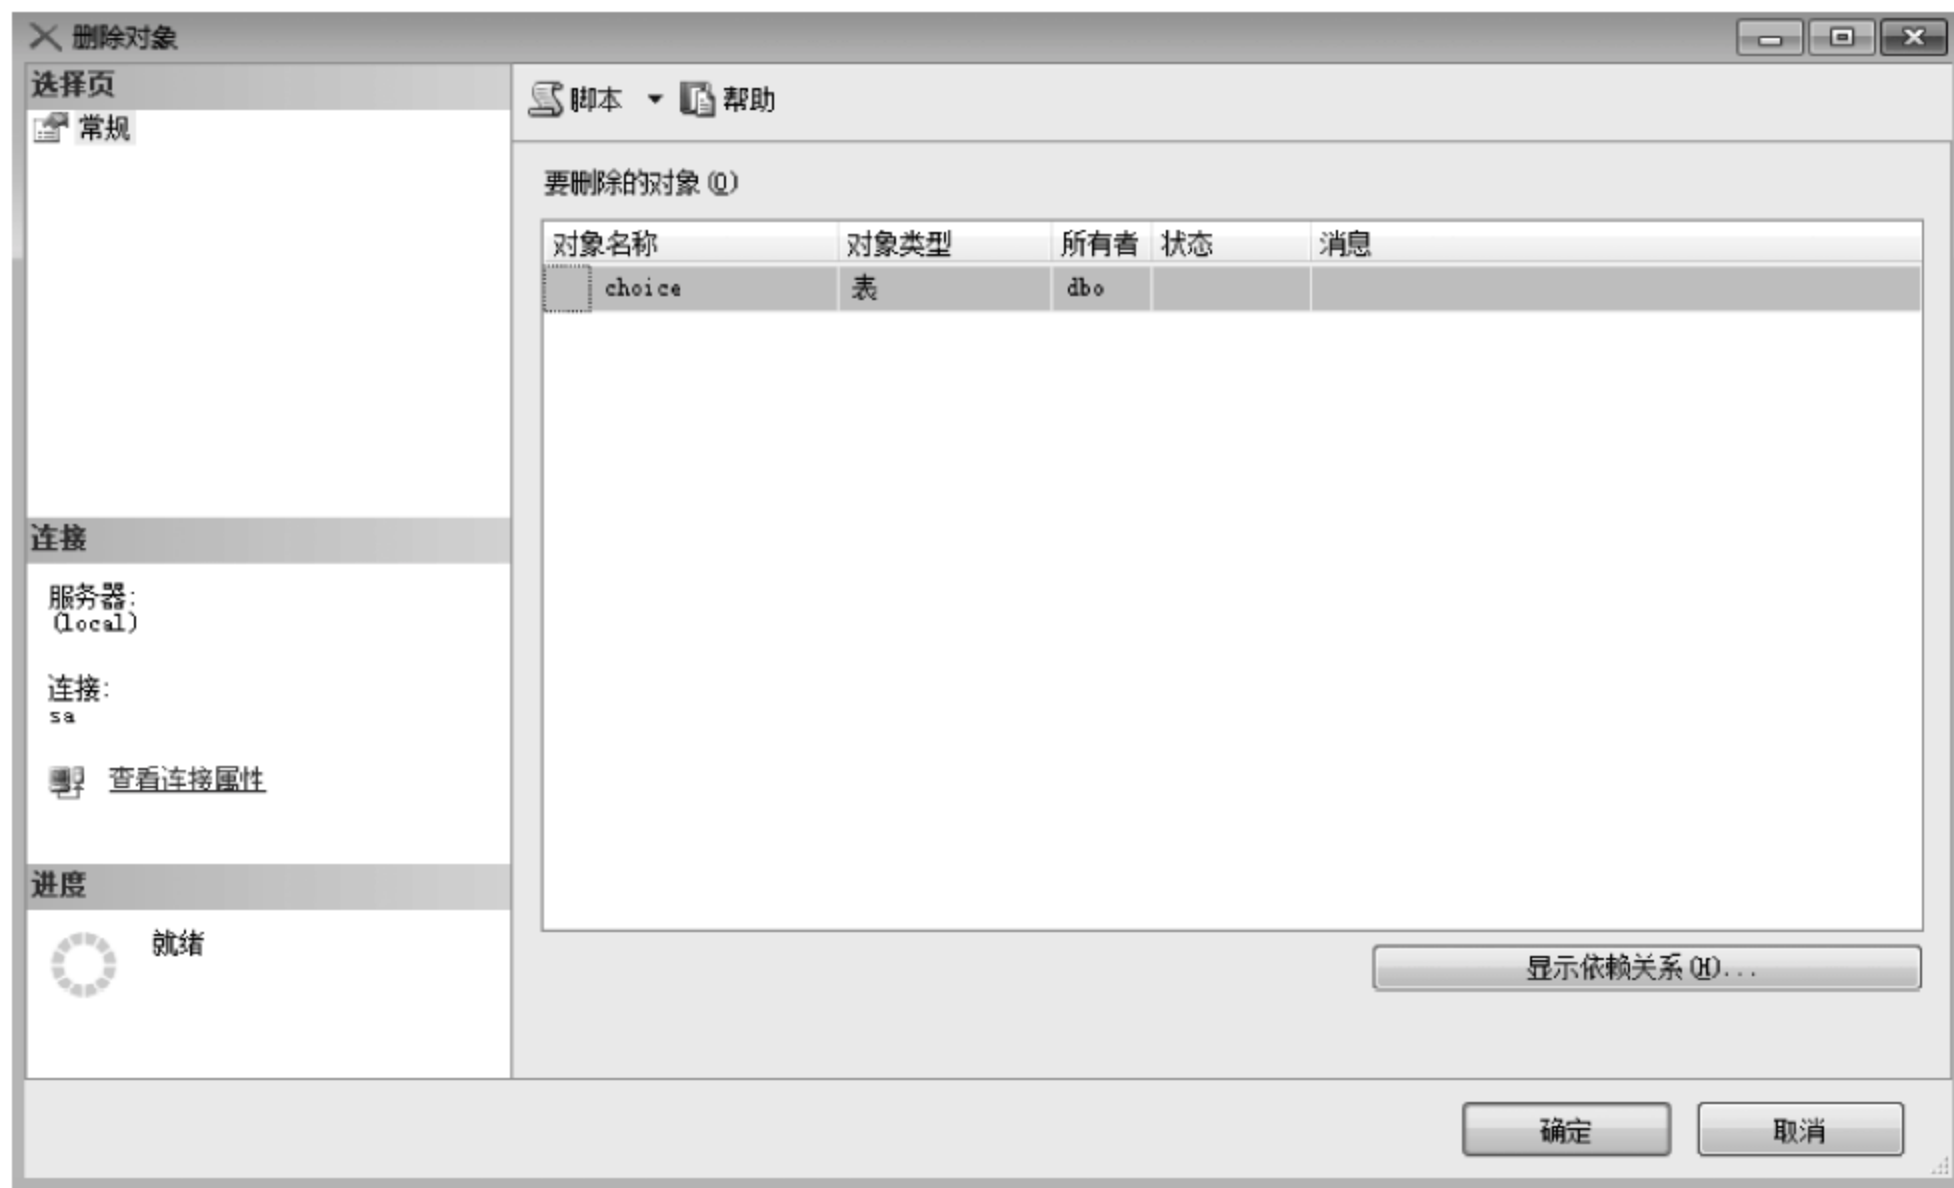 删除对象
选择页
常规
脚本 帮助
要删除的对象(Q)
对象名称 对象类型 所有者 状态 消息
choice 表 dbo
连接
服务器:
(local)
连接:
sa
查看连接属性
进度
就绪
显示依赖关系(H)...
确定 取消